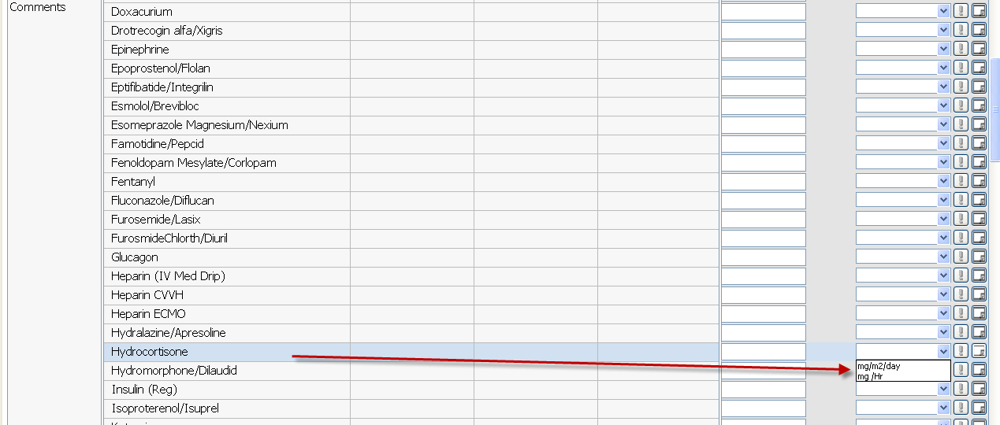 Comments
Doxacurium
Drotrecogin alfa/Xigris
Epinephrine
Epoprostenol/Flolan
Eptifibatide/Integrilin
Esmolol/Brevibloc
Esomeprazole Magnesium/Nexium
Famotidine/Pepcid
Fenoldopam Mesylate/Corlopam
Fentanyl
Fluconazole/Diflucan
Furosemide/Lasix
FurosmideChlorth/Diuril
Glucagon
Heparin (IV Med Drip)
Heparin CVVH
Heparin ECMO
Hydralazine/Apresoline
Hydrocortisone
Hydromorphone/Dilaudid
mg/m2/day
mg /Hr
Insulin (Reg)
Isoproterenol/Isuprel